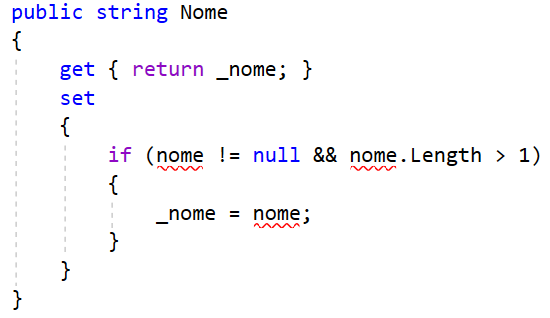 public string Nome
{
    get { return _nome; }
    set
    {
        if (nome != null && nome.Length > 1)
        {
            _nome = nome;
        }
    }
}